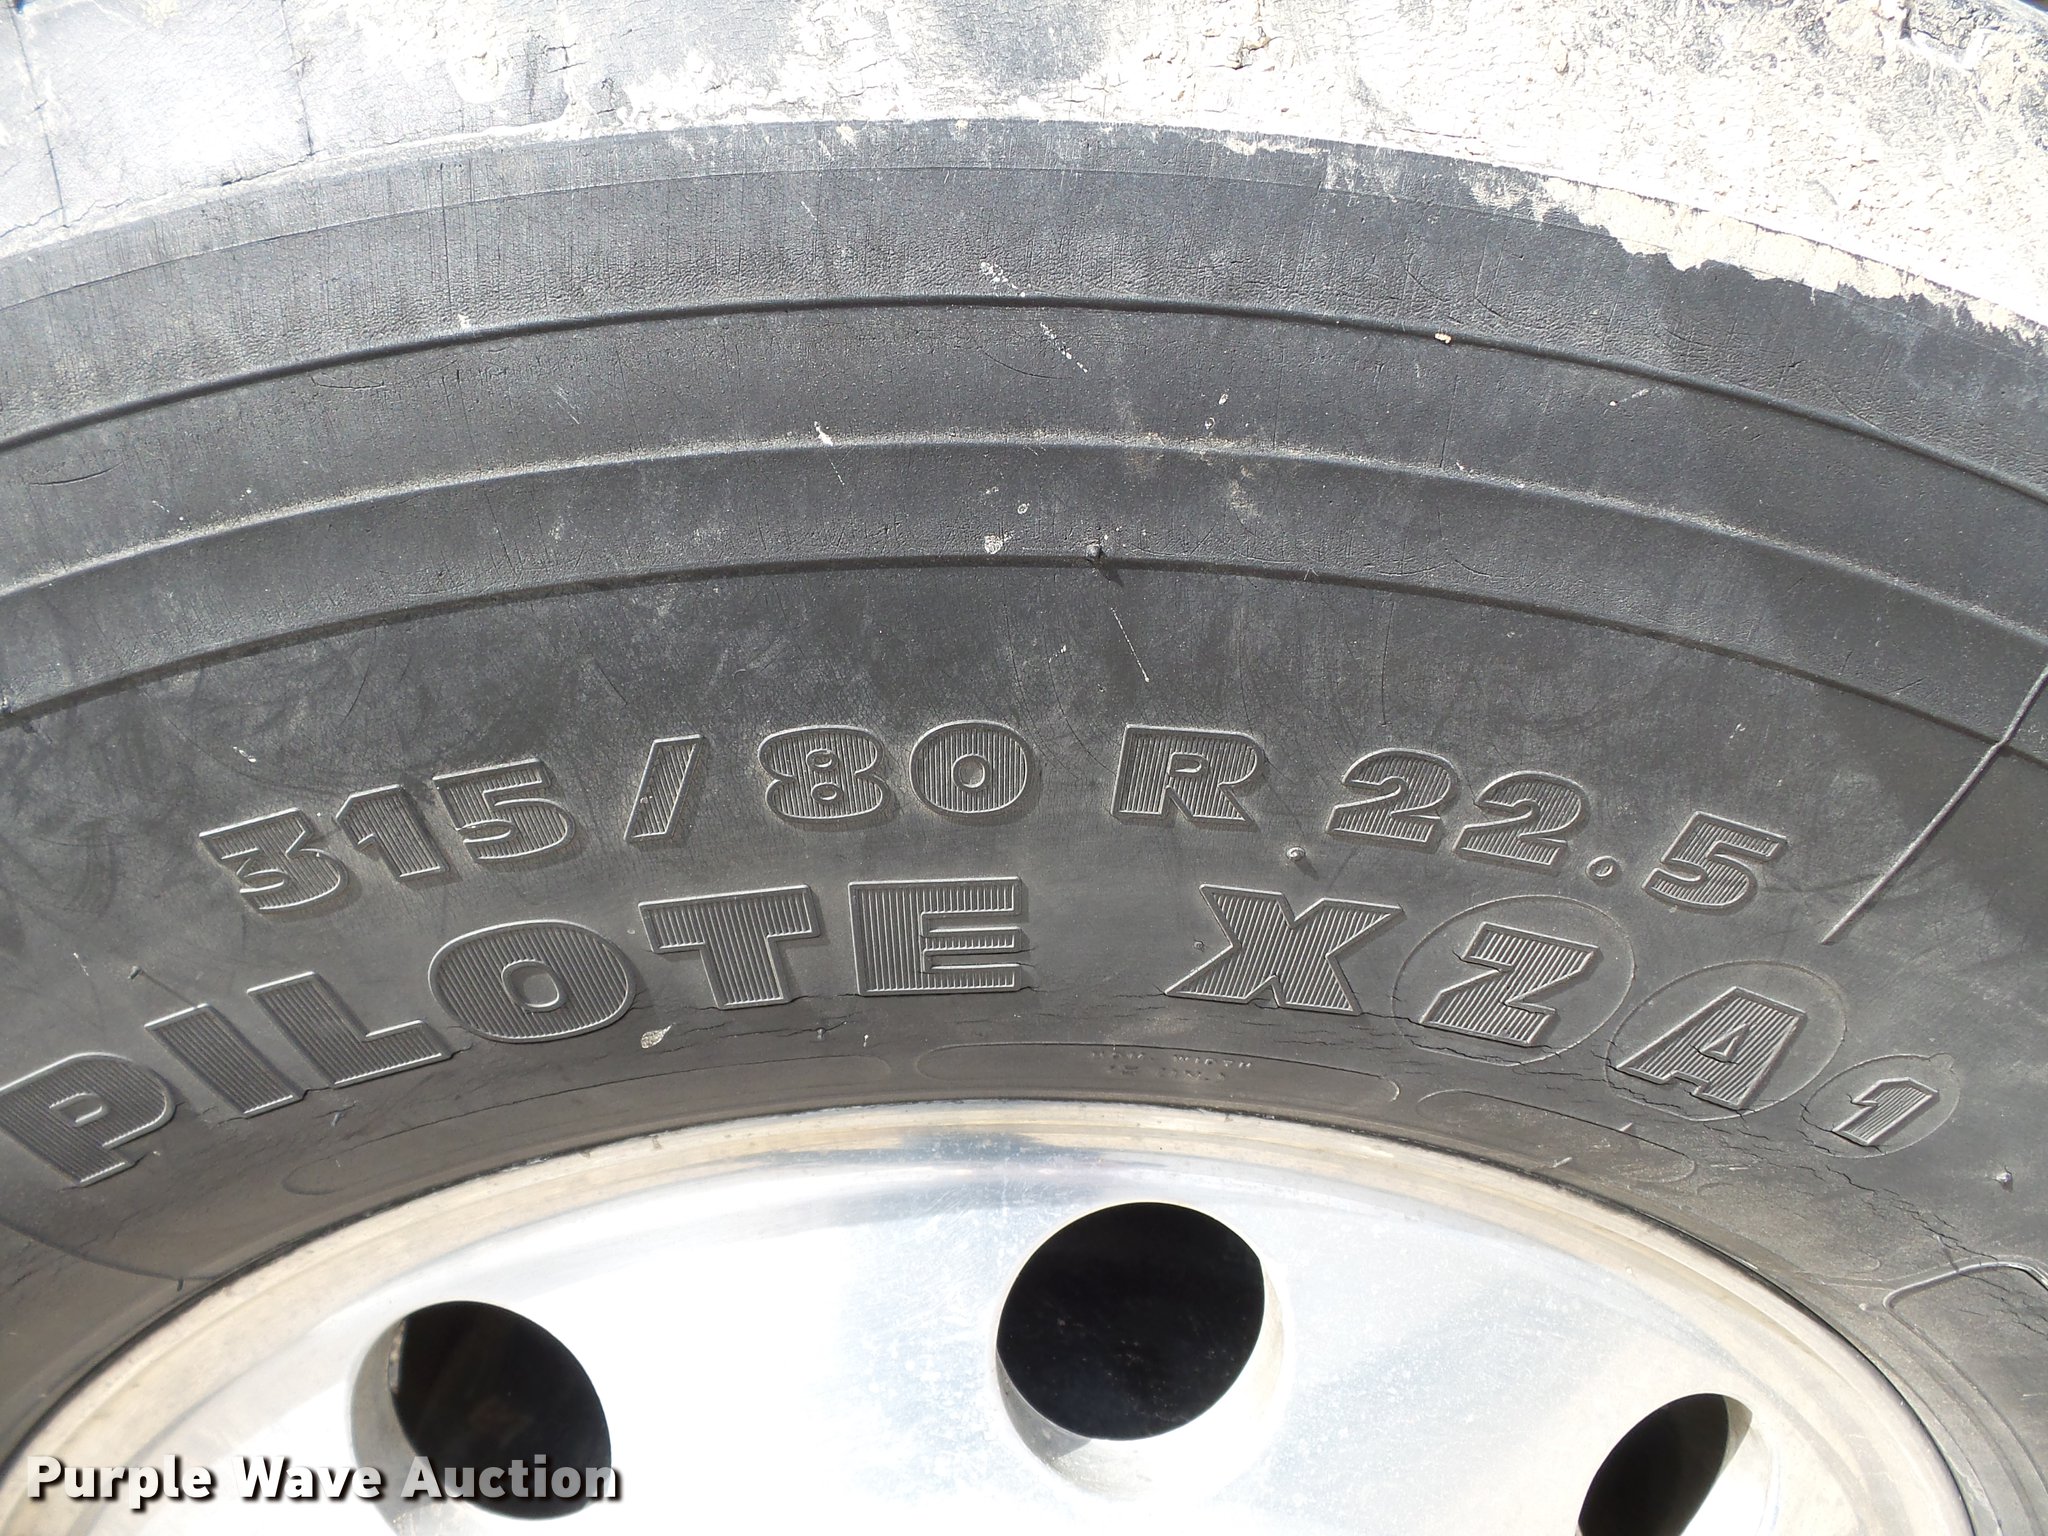 315/80 R 22.5
PILOTE XZA1
Purple Wave Auction